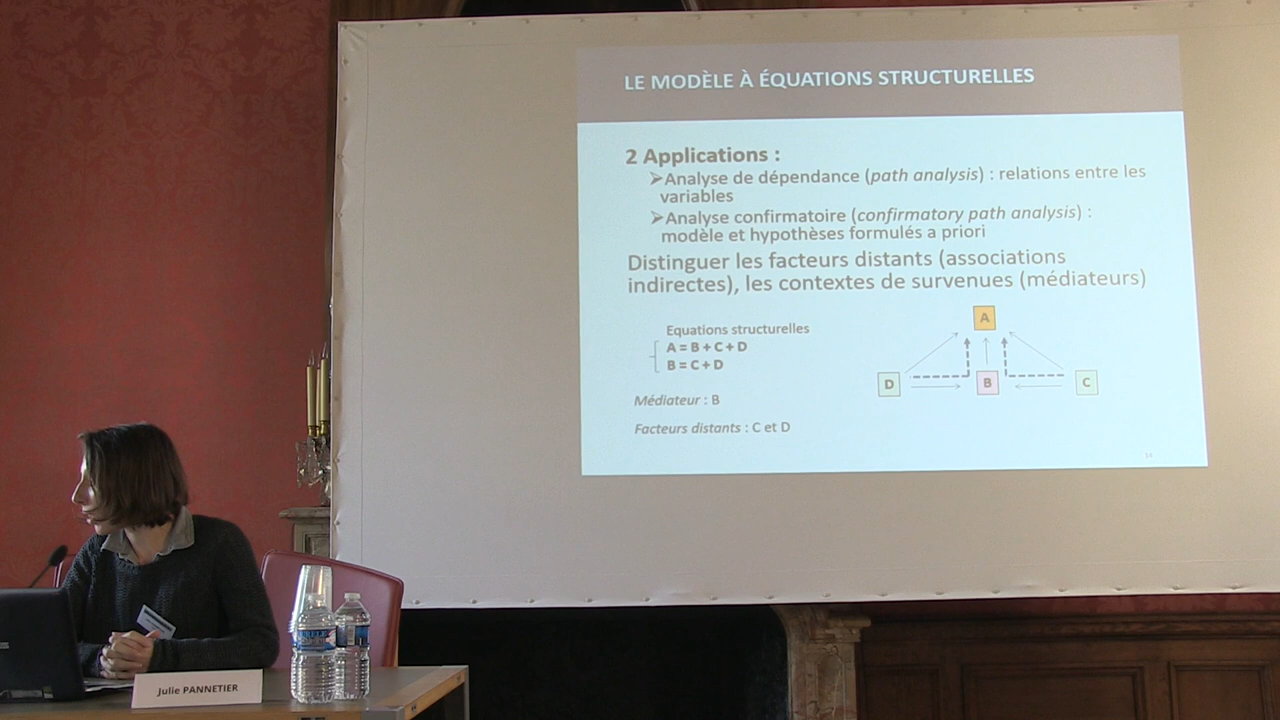 LE MODÈLE À ÉQUATIONS STRUCTURELLES
2 Applications :
➢Analyse de dépendance (path analysis) : relations entre les
variables
➢Analyse confirmatoire (confirmatory path analysis) :
modèle et hypothèses formulés a priori
Distinguer les facteurs distants (associations
indirectes), les contextes de survenues (médiateurs)
Equations structurelles
A = B + C + D
B = C + D
Médiateur : B
Facteurs distants : C et D
A
D B C
14
Julie PANNETIER